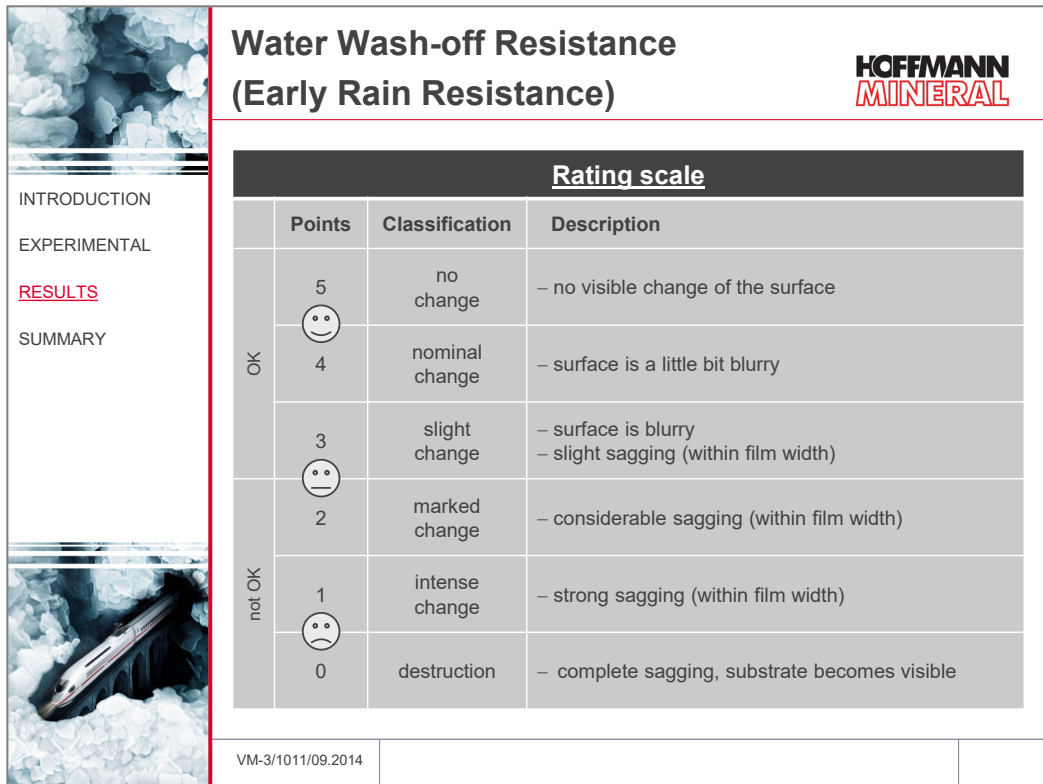 Water Wash-off Resistance
(Early Rain Resistance)
HOFFMANN
MINERAL
INTRODUCTION
EXPERIMENTAL
RESULTS
SUMMARY
Rating scale
Points Classification Description
OK
5 no change – no visible change of the surface
4 nominal change – surface is a little bit blurry
3 slight change – surface is blurry
– slight sagging (within film width)
not OK
2 marked change – considerable sagging (within film width)
1 intense change – strong sagging (within film width)
0 destruction – complete sagging, substrate becomes visible
VM-3/1011/09.2014